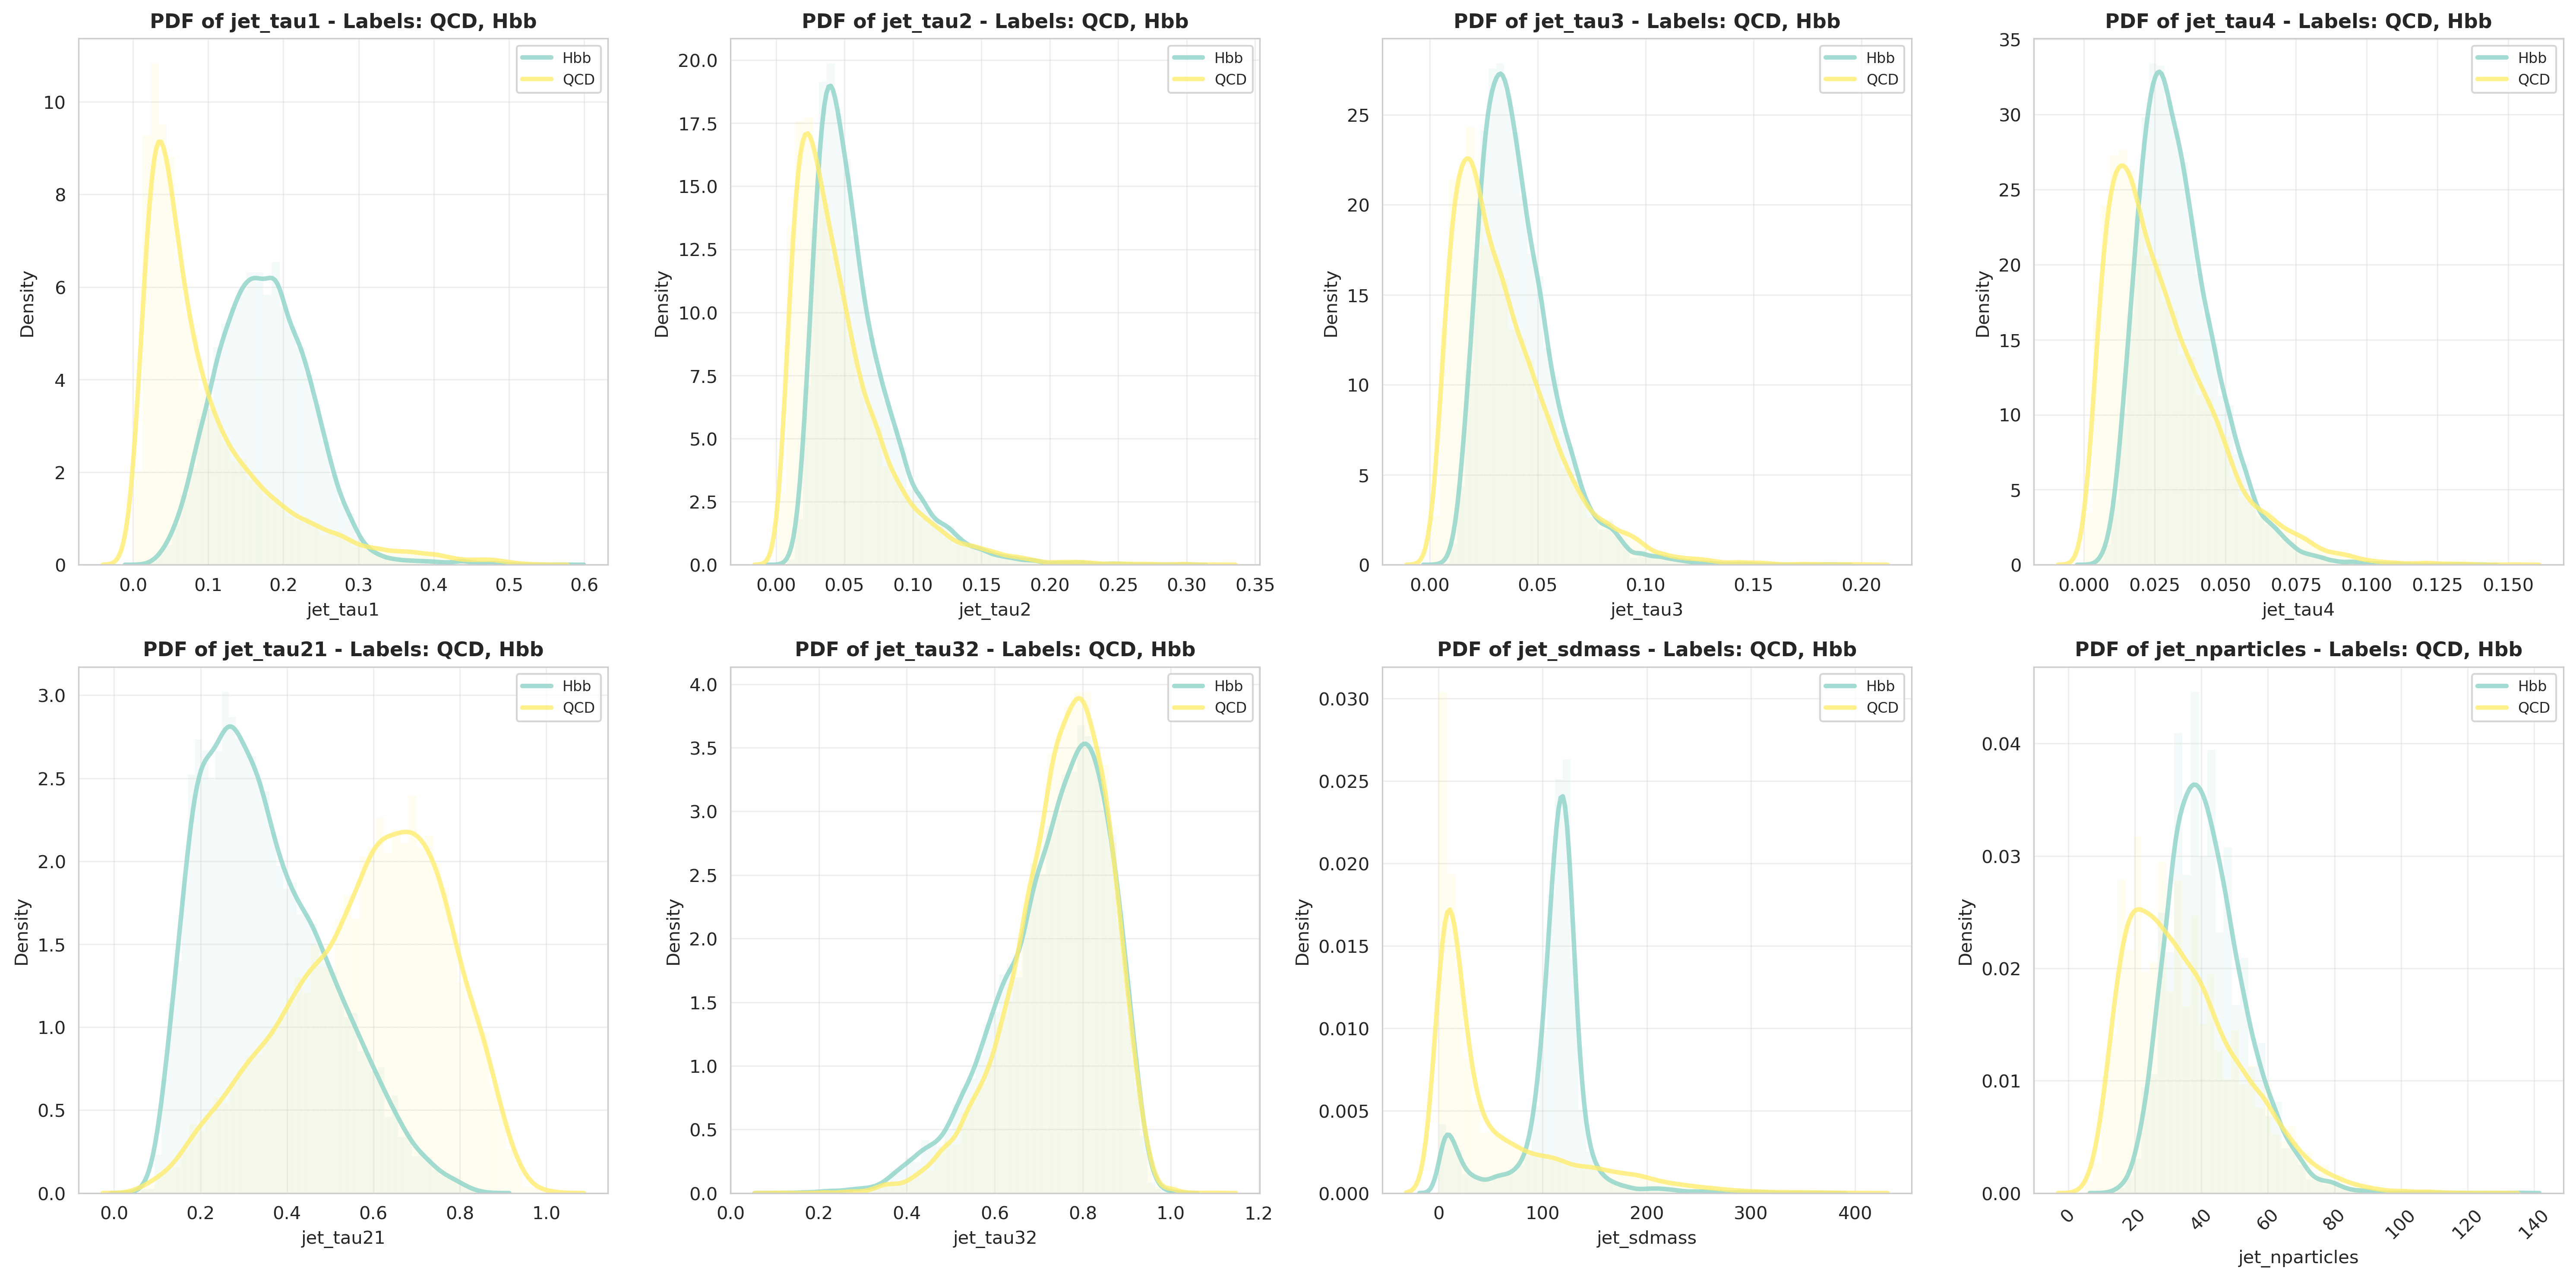 PDF of jet_tau1 - Labels: QCD, Hbb
Hbb
QCD
10
8
6
4
2
0
Density
0.0 0.1 0.2 0.3 0.4 0.5 0.6
jet_tau1
PDF of jet_tau2 - Labels: QCD, Hbb
Hbb
QCD
20.0
17.5
15.0
12.5
10.0
7.5
5.0
2.5
0.0
Density
0.00 0.05 0.10 0.15 0.20 0.25 0.30 0.35
jet_tau2
PDF of jet_tau3 - Labels: QCD, Hbb
Hbb
QCD
25
20
15
10
5
0
Density
0.00 0.05 0.10 0.15 0.20
jet_tau3
PDF of jet_tau4 - Labels: QCD, Hbb
Hbb
QCD
35
30
25
20
15
10
5
0
Density
0.000 0.025 0.050 0.075 0.100 0.125 0.150
jet_tau4
PDF of jet_tau21 - Labels: QCD, Hbb
Hbb
QCD
3.0
2.5
2.0
1.5
1.0
0.5
0.0
Density
0.0 0.2 0.4 0.6 0.8 1.0
jet_tau21
PDF of jet_tau32 - Labels: QCD, Hbb
Hbb
QCD
4.0
3.5
3.0
2.5
2.0
1.5
1.0
0.5
0.0
Density
0.0 0.2 0.4 0.6 0.8 1.0 1.2
jet_tau32
PDF of jet_sdmass - Labels: QCD, Hbb
Hbb
QCD
0.030
0.025
0.020
0.015
0.010
0.005
0.000
Density
0 100 200 300 400
jet_sdmass
PDF of jet_nparticles - Labels: QCD, Hbb
Hbb
QCD
0.04
0.03
0.02
0.01
0.00
Density
0 20 40 60 80 100 120 140
jet_nparticles